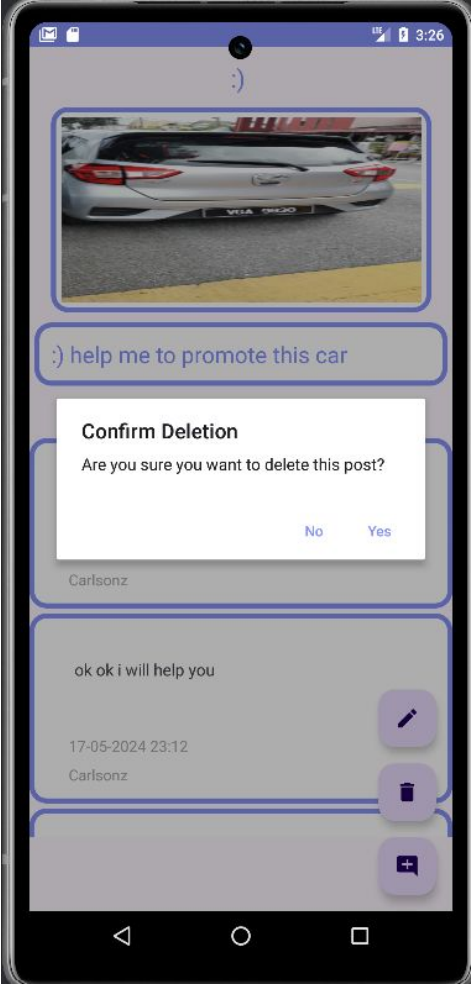 LTE 3:26
:)
:) help me to promote this car
Confirm Deletion
Are you sure you want to delete this post?
No Yes
Carlsonz
ok ok i will help you
17-05-2024 23:12
Carlsonz